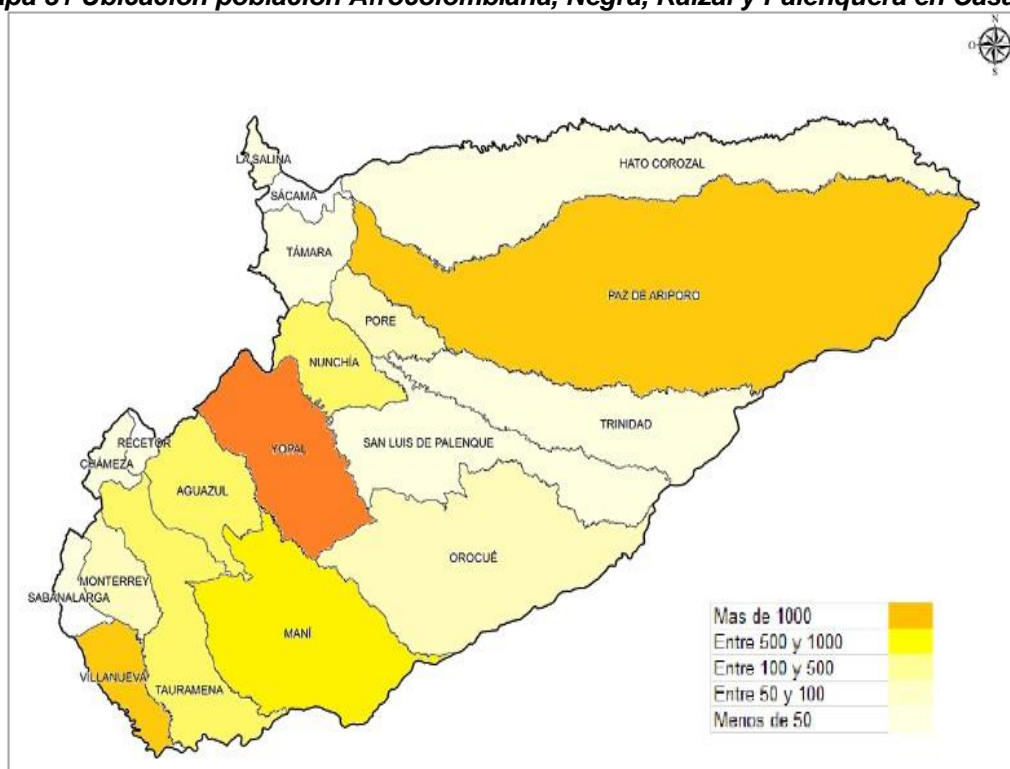 apa 31 Ubicación población Afrocolombiana, Negra, Raizal y Palenquera en Casa
N
O
S
LA SALINA
HATO COROZAL
SÁCAMA
TÁMARA
PAZ DE ARIPORO
PORE
NUNCHÍA
TRINIDAD
SAN LUIS DE PALENQUE
YOPAL
RECETOR
CHÁMEZA
AGUAZUL
OROCUÉ
MONTERREY
SABANALARGA
MANÍ
VILLANUEVA
TAURAMENA
Mas de 1000
Entre 500 y 1000
Entre 100 y 500
Entre 50 y 100
Menos de 50